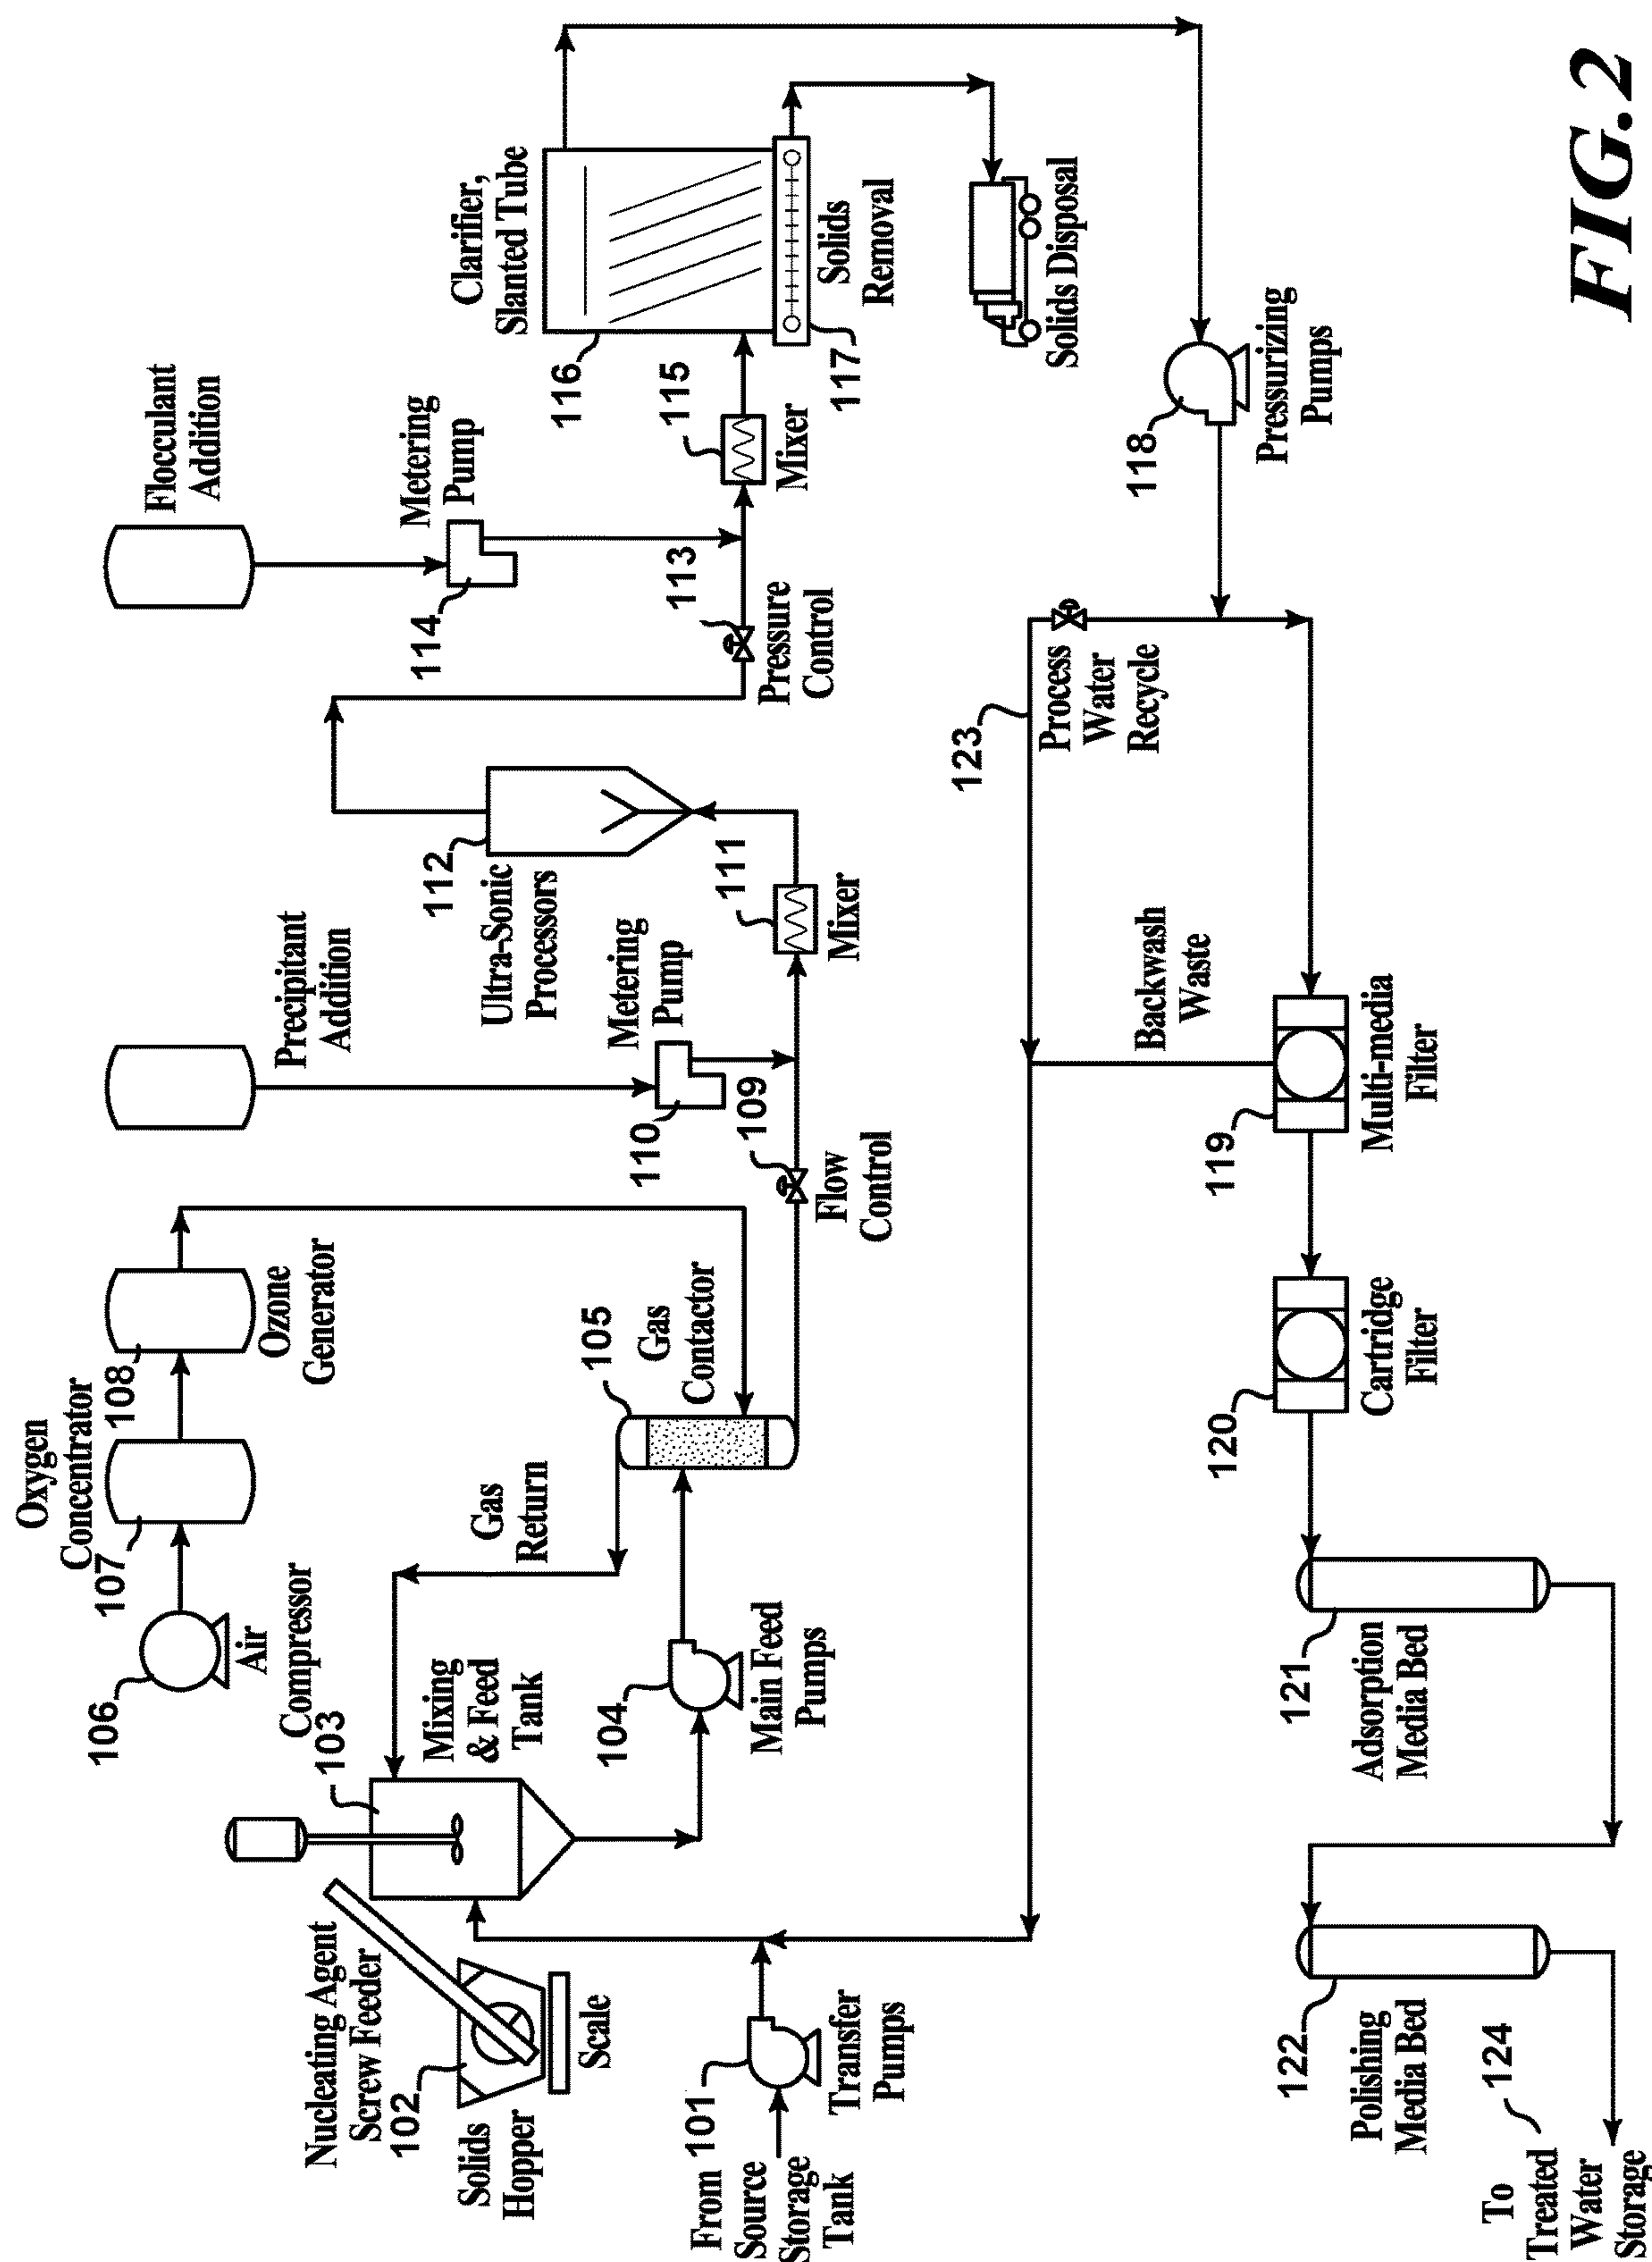 Flocculant
Addition
Metering
Pump
114
113
Pressure
Control
115
Mixer
Clarifier,
Slanted Tube
116
Solids
Removal
117
Solids Disposal
Precipitant
Addition
Metering
Pump
110
109
Flow
Control
111
Mixer
112
Ultra-Sonic
Processors
Oxygen
Concentrator
107
108
Ozone
Generator
106
Air
Compressor
103
Mixing
& Feed
Tank
Gas
Return
105
Gas
Contactor
104
Main Feed
Pumps
Nucleating Agent
Screw Feeder
102
Solids
Hopper
Scale
From
Source
Storage
Tank
101
Transfer
Pumps
123
Process
Water
Recycle
Backwash
Waste
118
Pressurizing
Pumps
119
Multi-media
Filter
120
Cartridge
Filter
121
Adsorption
Media Bed
122
Polishing
Media Bed
124
To
Treated
Water
Storage
FIG.2